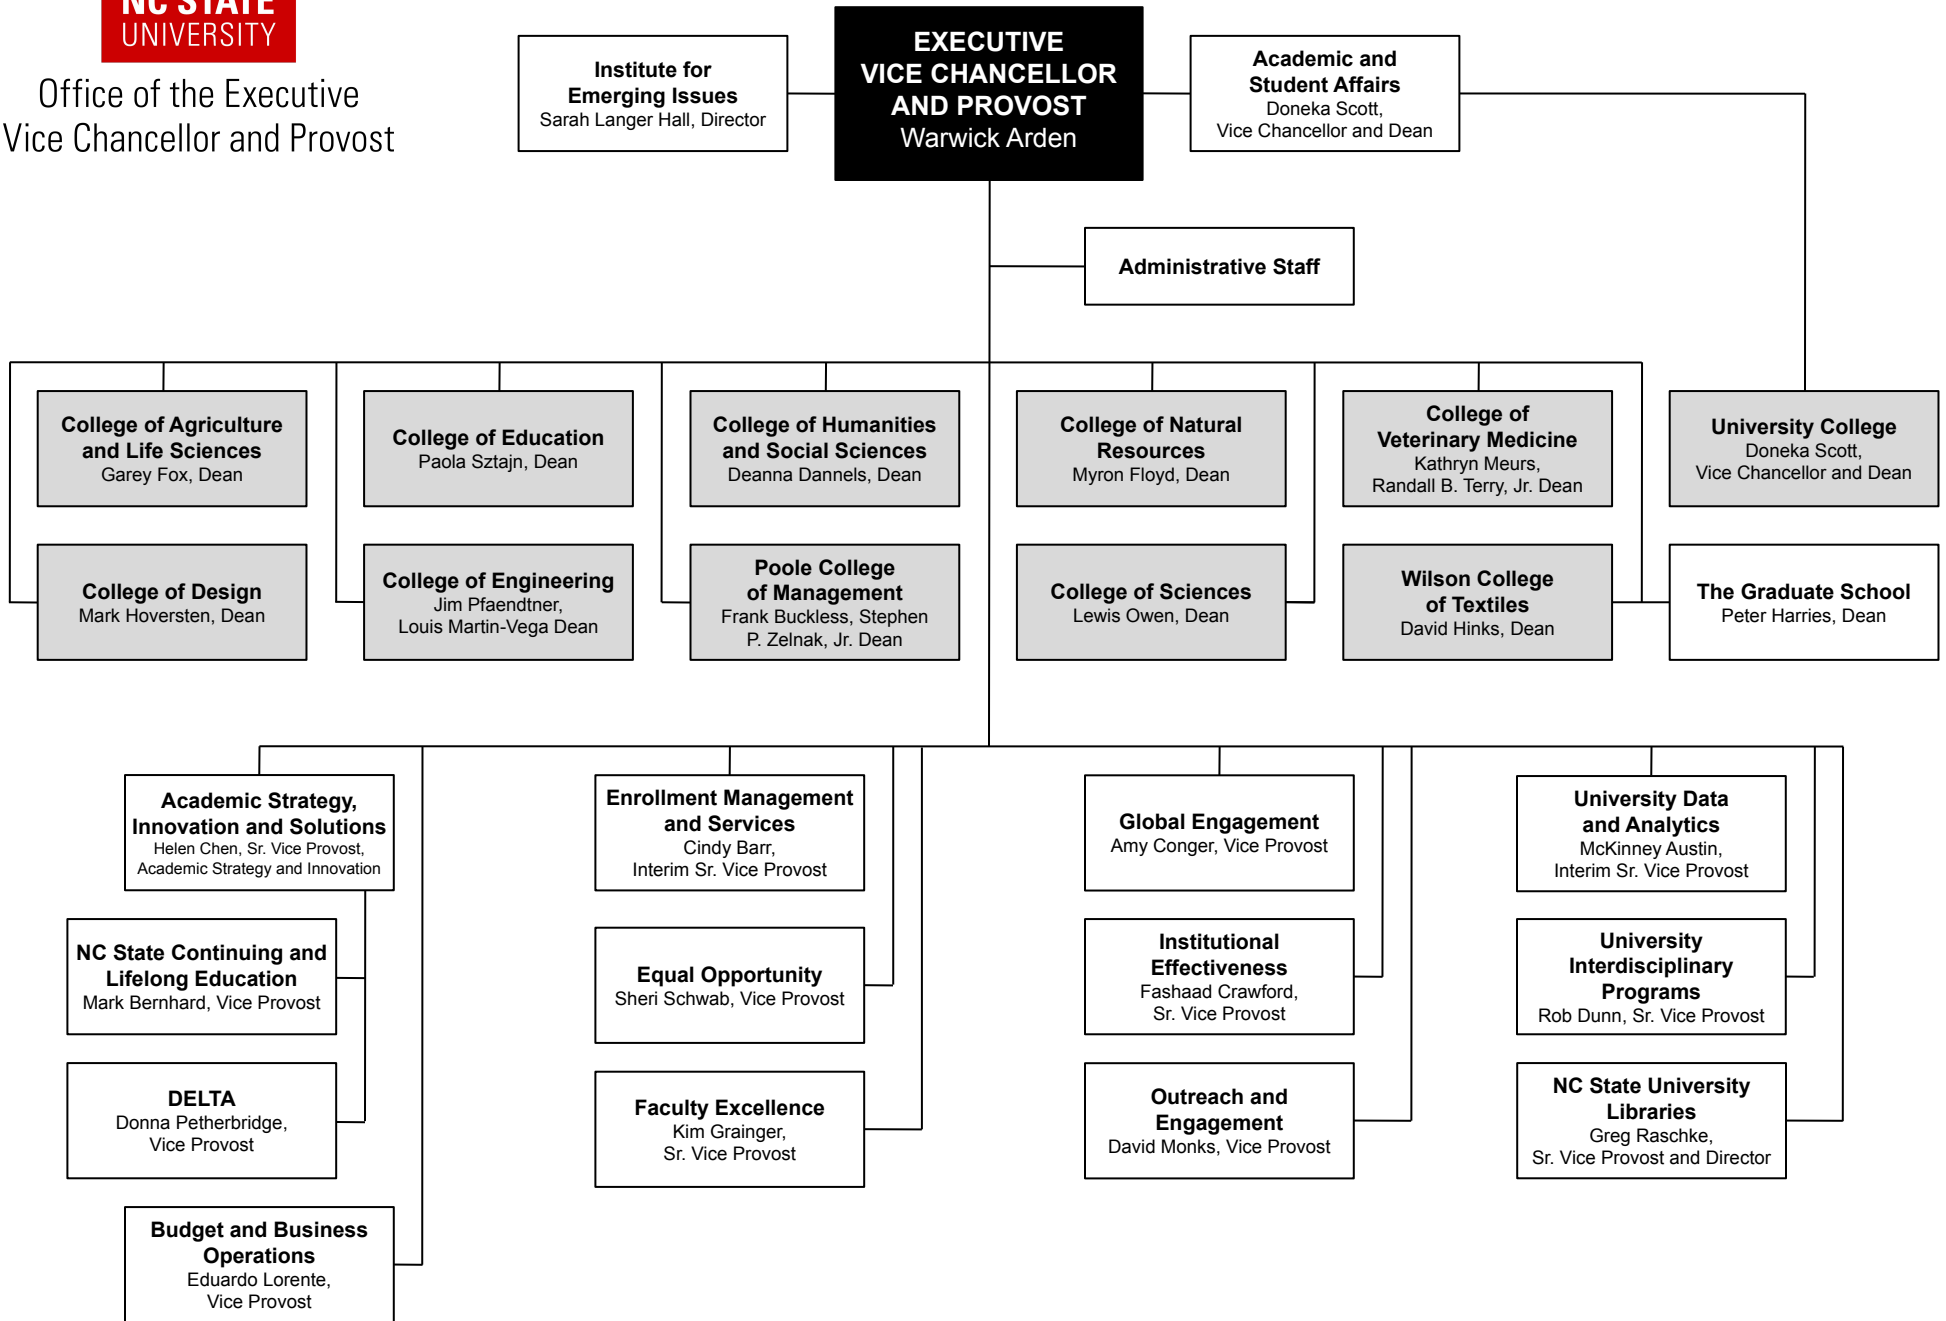 NC STATE
UNIVERSITY
Office of the Executive
Vice Chancellor and Provost
Institute for
Emerging Issues
Sarah Langer Hall, Director
EXECUTIVE
VICE CHANCELLOR
AND PROVOST
Warwick Arden
Academic and
Student Affairs
Doneka Scott,
Vice Chancellor and Dean
Administrative Staff
College of Agriculture
and Life Sciences
Garey Fox, Dean
College of Education
Paola Sztajn, Dean
College of Humanities
and Social Sciences
Deanna Dannels, Dean
College of Natural
Resources
Myron Floyd, Dean
College of
Veterinary Medicine
Kathryn Meurs,
Randall B. Terry, Jr. Dean
University College
Doneka Scott,
Vice Chancellor and Dean
College of Design
Mark Hoversten, Dean
College of Engineering
Jim Pfaendtner,
Louis Martin-Vega Dean
Poole College
of Management
Frank Buckless, Stephen
P. Zelnak, Jr. Dean
College of Sciences
Lewis Owen, Dean
Wilson College
of Textiles
David Hinks, Dean
The Graduate School
Peter Harries, Dean
Academic Strategy,
Innovation and Solutions
Helen Chen, Sr. Vice Provost,
Academic Strategy and Innovation
Enrollment Management
and Services
Cindy Barr,
Interim Sr. Vice Provost
Global Engagement
Amy Conger, Vice Provost
University Data
and Analytics
McKinney Austin,
Interim Sr. Vice Provost
NC State Continuing and
Lifelong Education
Mark Bernhard, Vice Provost
Equal Opportunity
Sheri Schwab, Vice Provost
Institutional
Effectiveness
Fashaad Crawford,
Sr. Vice Provost
University
Interdisciplinary
Programs
Rob Dunn, Sr. Vice Provost
DELTA
Donna Petherbridge,
Vice Provost
Faculty Excellence
Kim Grainger,
Sr. Vice Provost
Outreach and
Engagement
David Monks, Vice Provost
NC State University
Libraries
Greg Raschke,
Sr. Vice Provost and Director
Budget and Business
Operations
Eduardo Lorente,
Vice Provost